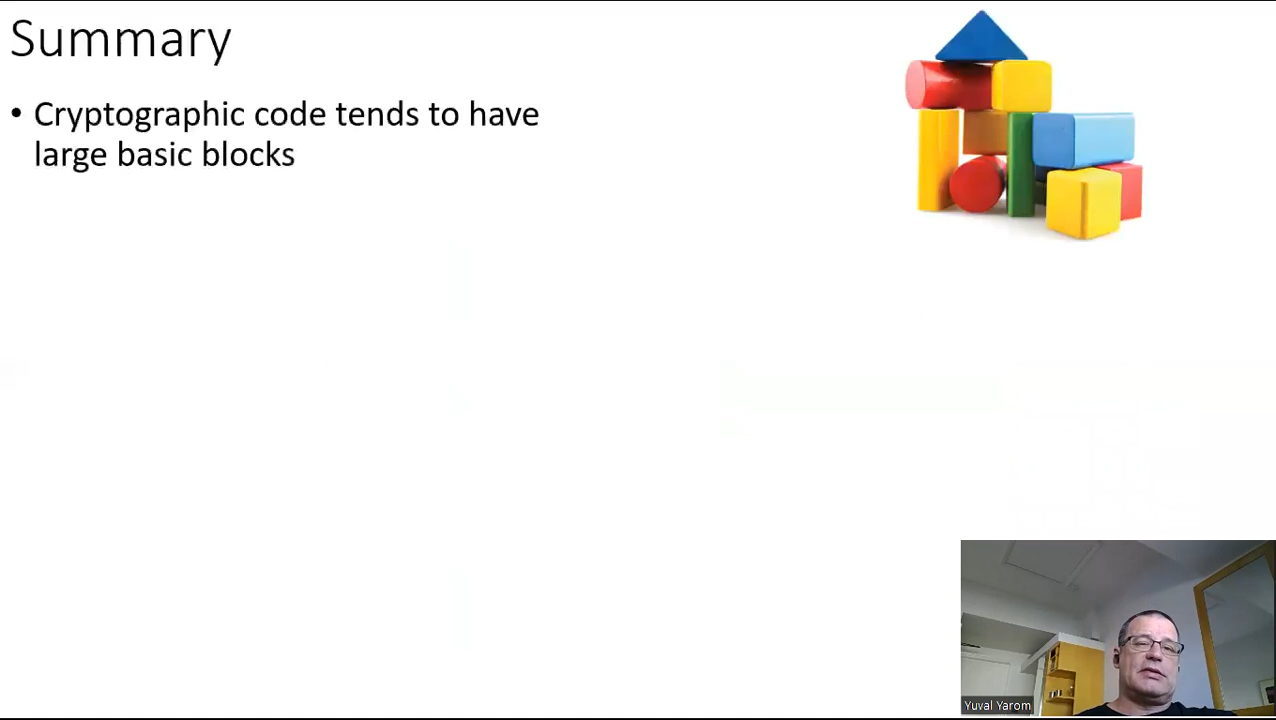 Summary
• Cryptographic code tends to have
large basic blocks
Yuval Yarom